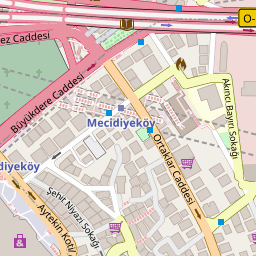 O-
ez Caddesi
Büyükdere Caddesi
Mecidiyeköy
Akıncı Bayırı Sokağı
Ortaklar Caddesi
diyeköy
Şehit Niyazi Sokağı
Aytekin Kotil